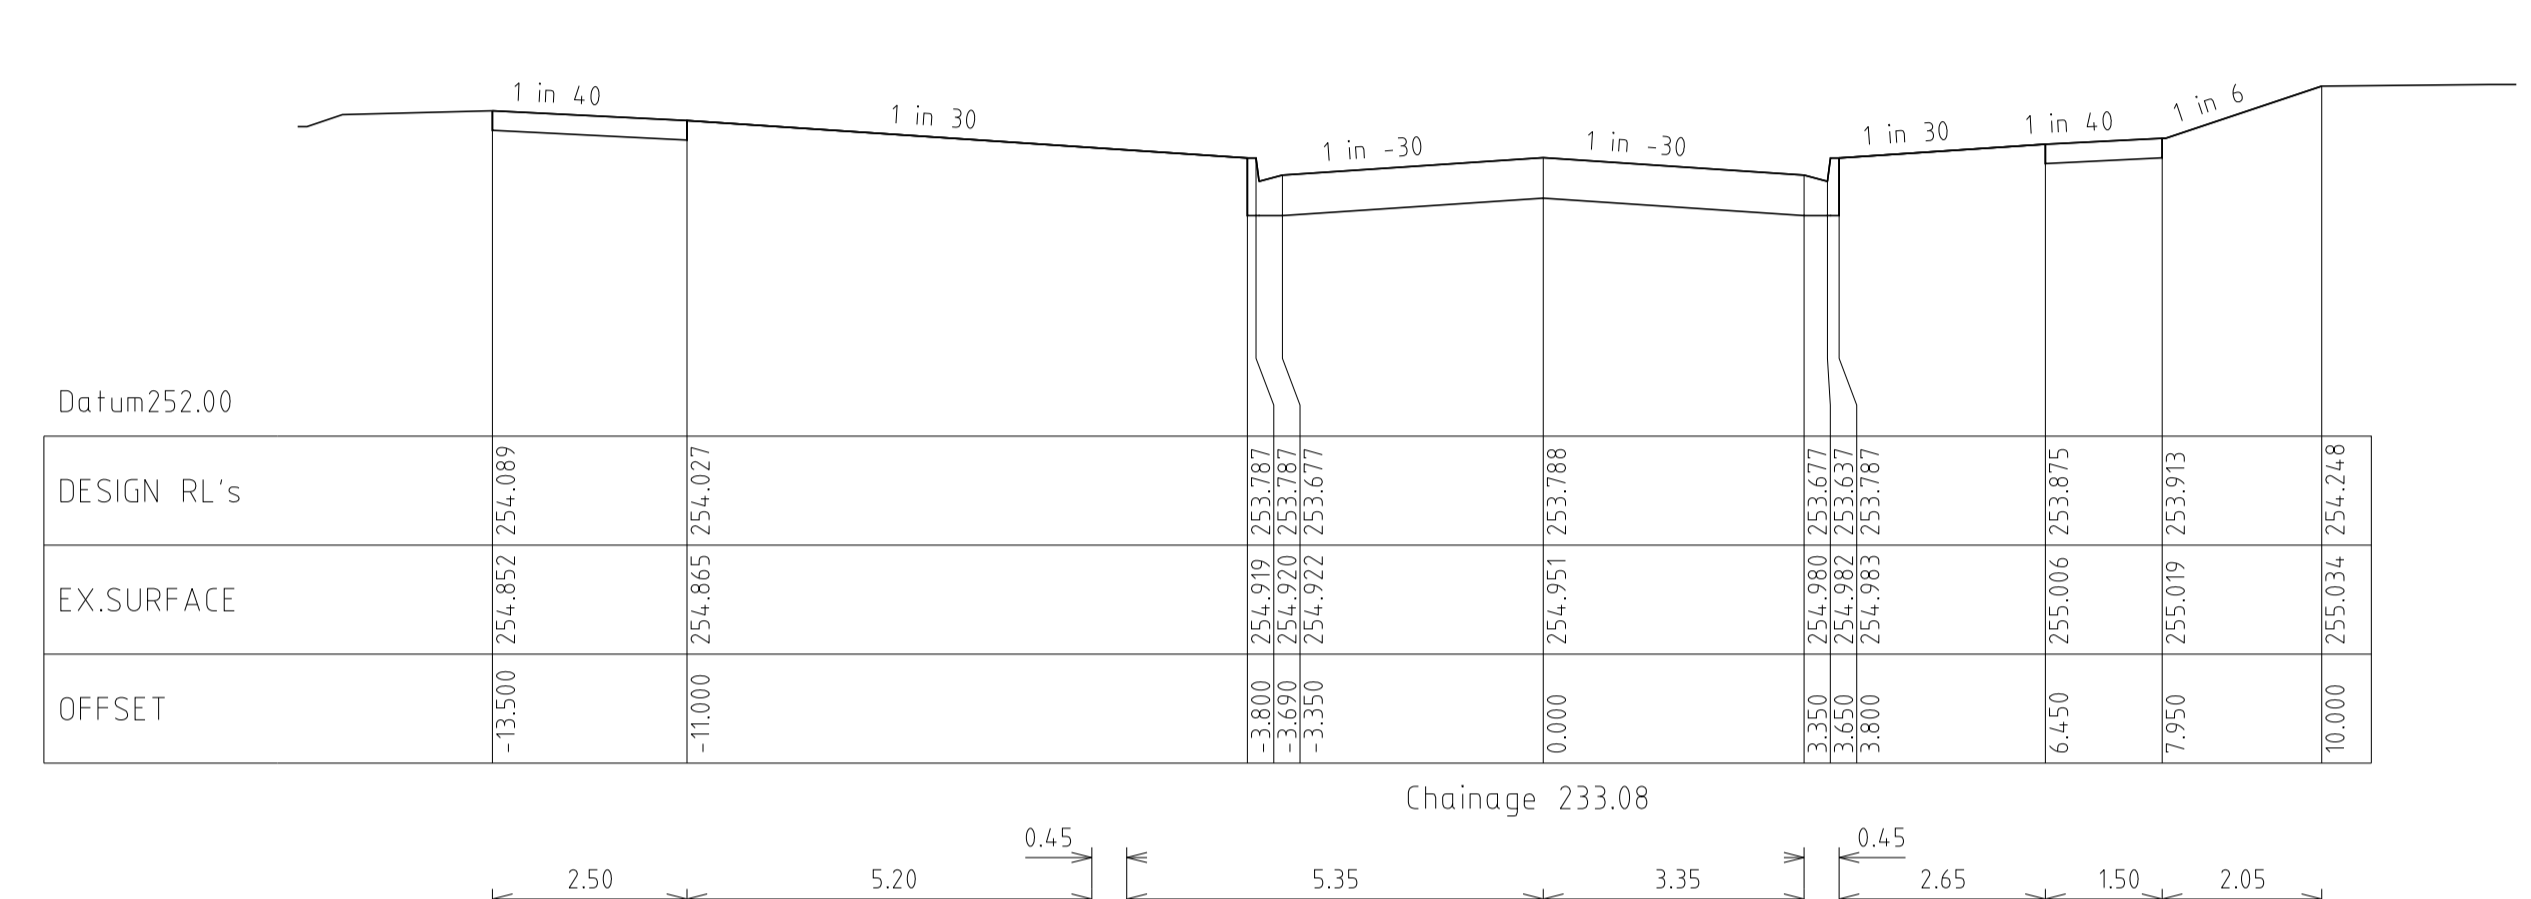 1 in 40
1 in 30
1 in -30
1 in -30
1 in 30
1 in 40
1 in 6
Datum252.00
DESIGN RL's 254.089 254.027 253.787 253.787 253.677 253.788 253.677 253.637 253.787 253.875 253.913 254.248
EX.SURFACE 254.852 254.865 254.919 254.920 254.922 254.951 254.980 254.982 254.983 255.006 255.019 255.034
OFFSET -13.500 -11.000 -3.800 -3.690 -3.350 0.000 3.350 3.650 3.800 6.450 7.950 10.000
Chainage 233.08
0.45 0.45
2.50 5.20 5.35 3.35 2.65 1.50 2.05